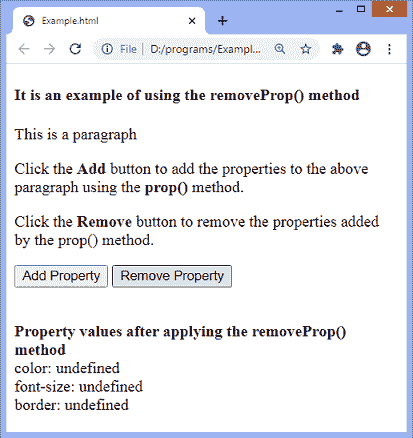 Example.html
File | D:/programs/Exampl...
It is an example of using the removeProp() method
This is a paragraph
Click the Add button to add the properties to the above
paragraph using the prop() method.
Click the Remove button to remove the properties added
by the prop() method.
Add Property Remove Property
Property values after applying the removeProp()
method
color: undefined
font-size: undefined
border: undefined